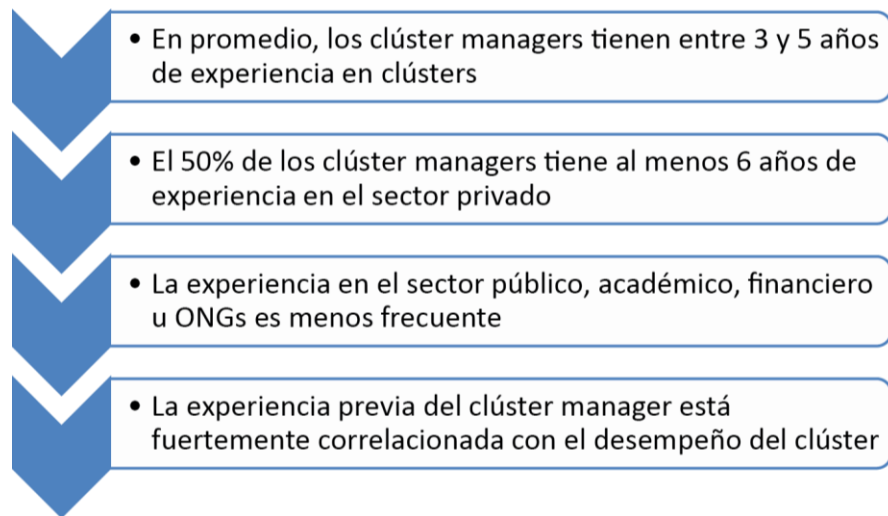 • En promedio, los clúster managers tienen entre 3 y 5 años
de experiencia en clústers
• El 50% de los clúster managers tiene al menos 6 años de
experiencia en el sector privado
• La experiencia en el sector público, académico, financiero
u ONGs es menos frecuente
• La experiencia previa del clúster manager está
fuertemente correlacionada con el desempeño del clúster